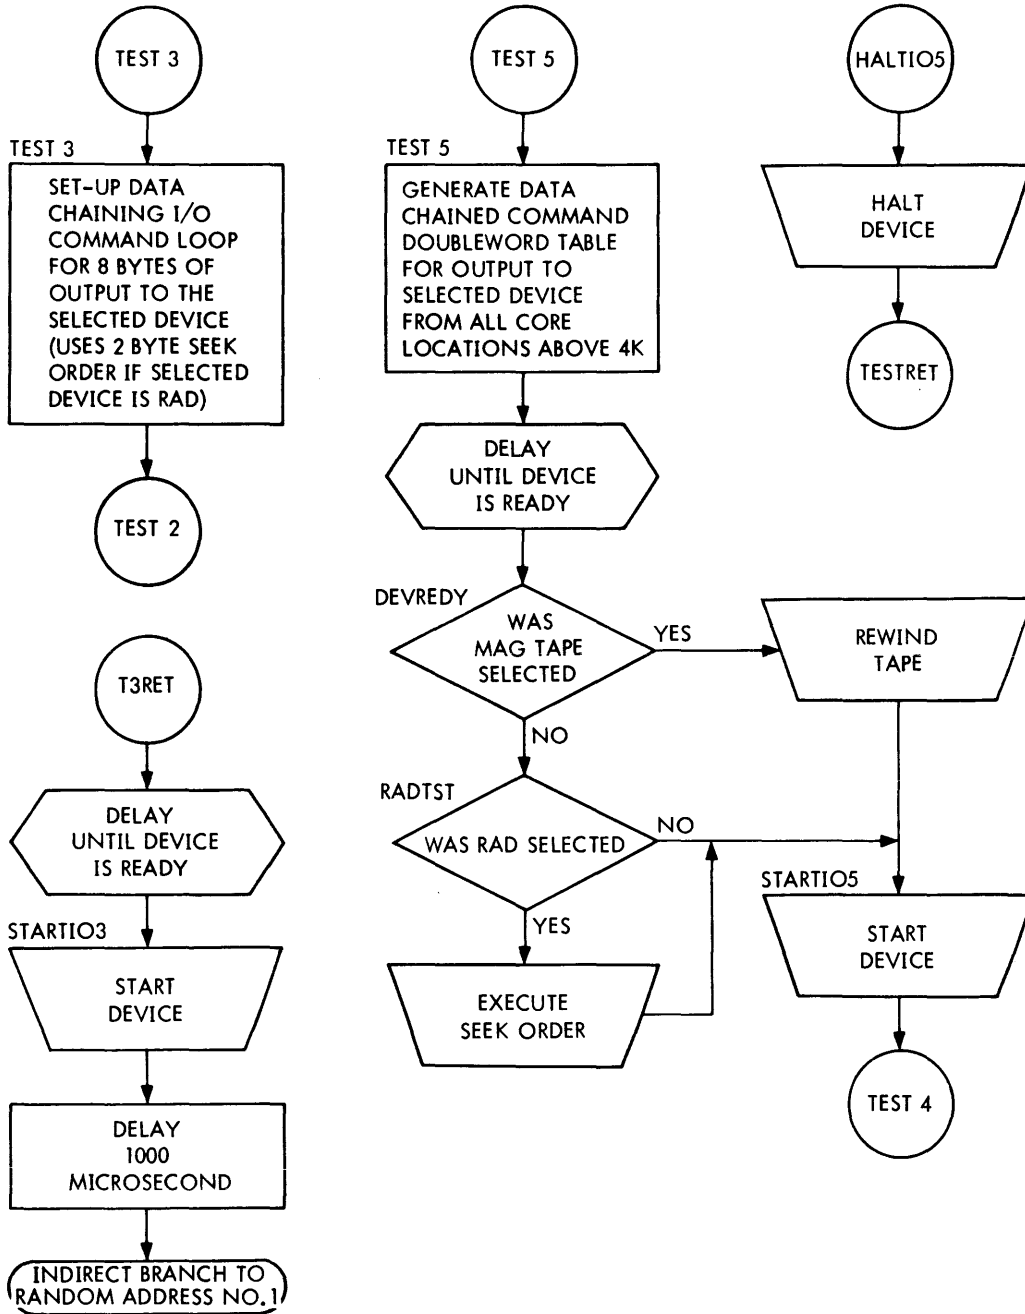 TEST 3
TEST 3
SET-UP DATA
CHAINING I/O
COMMAND LOOP
FOR 8 BYTES OF
OUTPUT TO THE
SELECTED DEVICE
(USES 2 BYTE SEEK
ORDER IF SELECTED
DEVICE IS RAD)
TEST 2
T3RET
DELAY
UNTIL DEVICE
IS READY
STARTIO3
START
DEVICE
DELAY
1000
MICROSECOND
INDIRECT BRANCH TO
RANDOM ADDRESS NO.1
TEST 5
TEST 5
GENERATE DATA
CHAINED COMMAND
DOUBLEWORD TABLE
FOR OUTPUT TO
SELECTED DEVICE
FROM ALL CORE
LOCATIONS ABOVE 4K
DELAY
UNTIL DEVICE
IS READY
DEVREDY
WAS
MAG TAPE
SELECTED
YES
NO
RADTST
WAS RAD SELECTED
NO
YES
EXECUTE
SEEK ORDER
HALTIO5
HALT
DEVICE
TESTRET
REWIND
TAPE
STARTIO5
START
DEVICE
TEST 4